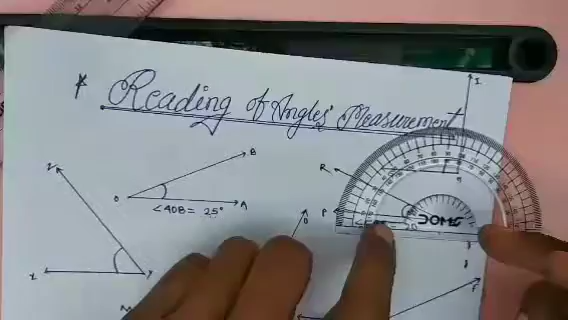 * Reading of Angles' Measurement
I
B
R
O
A
∠AOB = 25°
P
DOMS
X
Y